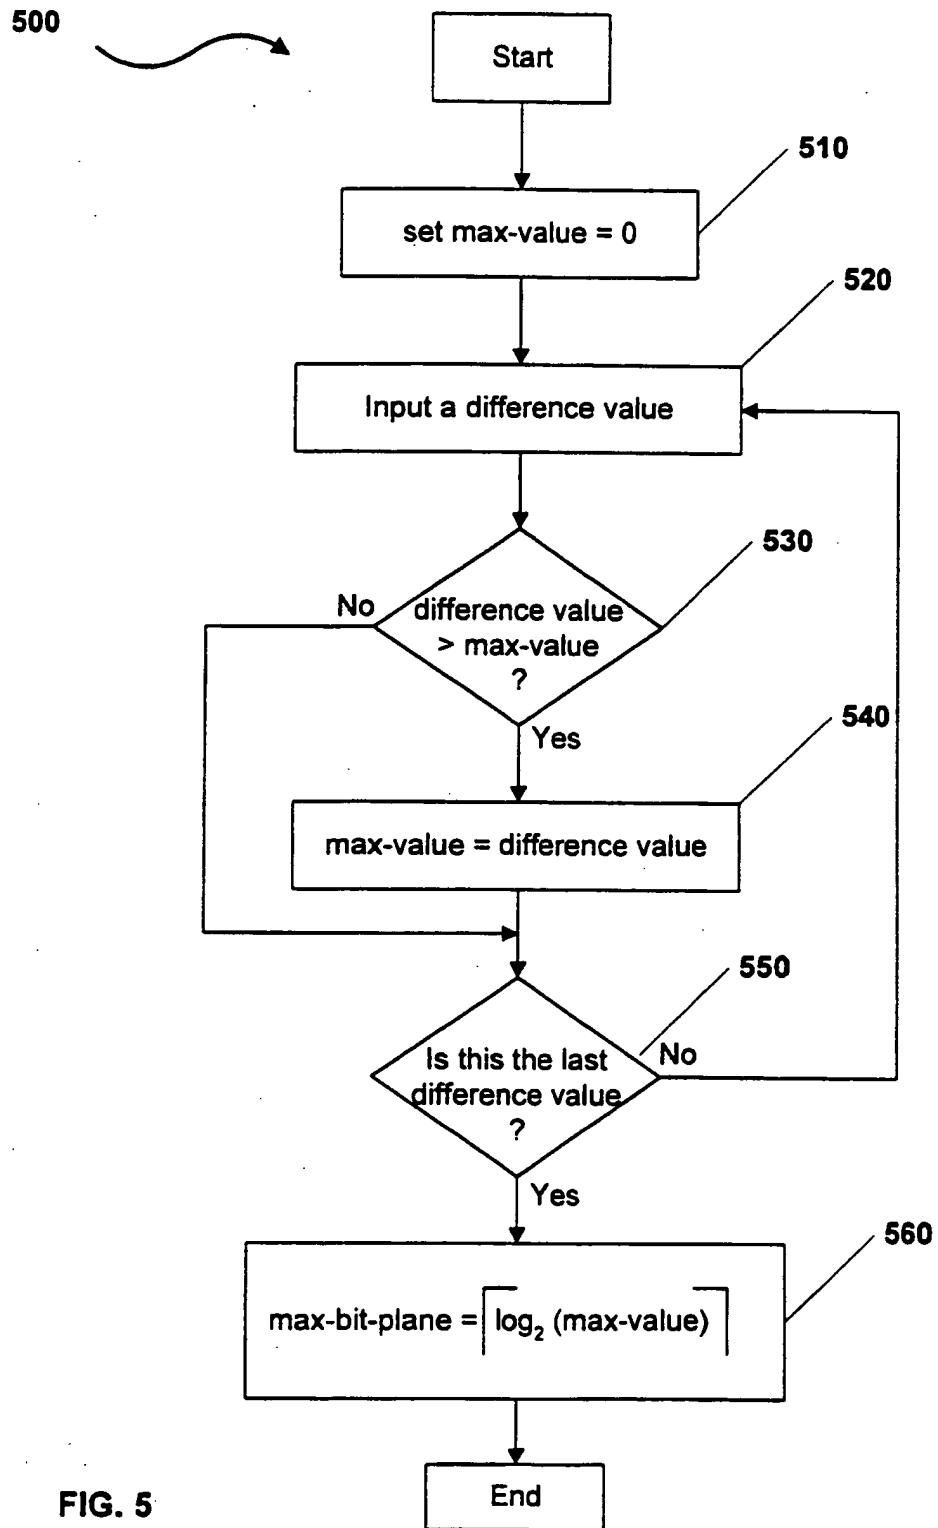 500
Start
510
set max-value = 0
520
Input a difference value
530
No
difference value
> max-value
?
Yes
540
max-value = difference value
550
Is this the last
difference value
?
No
Yes
560
max-bit-plane = ⌈log₂ (max-value)⌉
End
FIG. 5